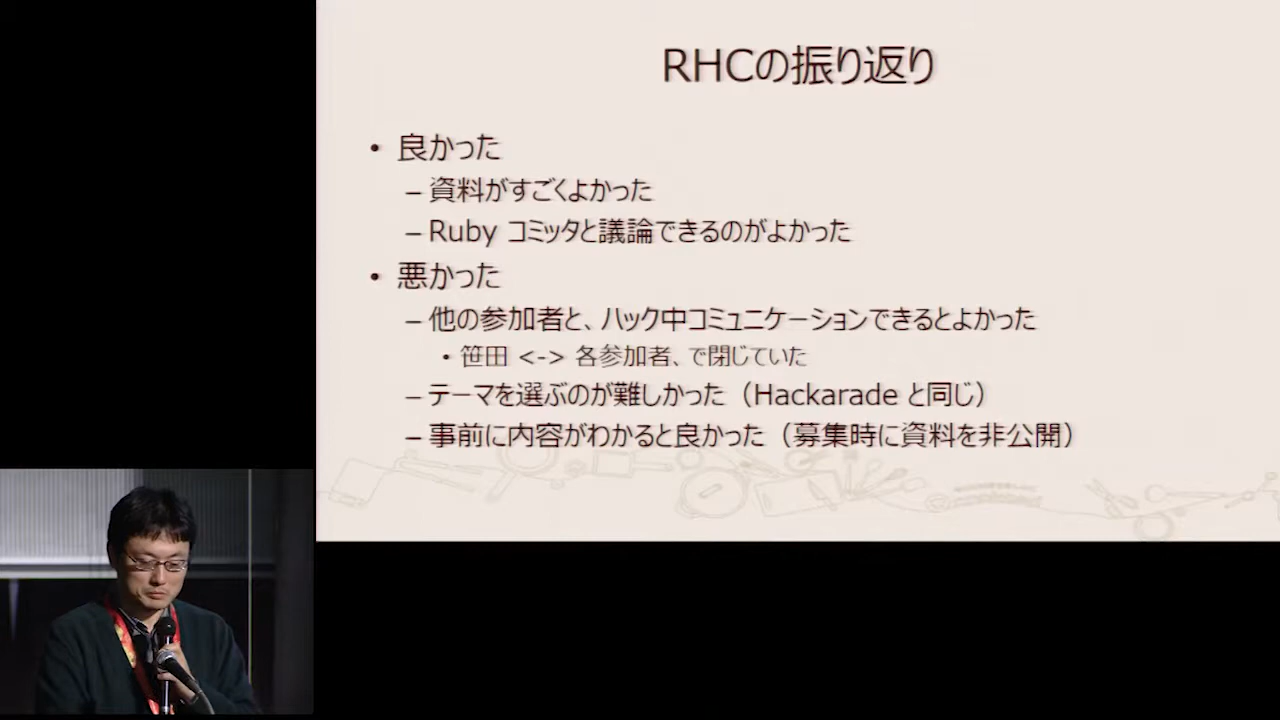 RHCの振り返り
• 良かった
– 資料がすごくよかった
– Ruby コミッタと議論できるのがよかった
• 悪かった
– 他の参加者と、ハック中コミュニケーションできるとよかった
• 笹田 <-> 各参加者、で閉じていた
– テーマを選ぶのが難しかった（Hackarade と同じ）
– 事前に内容がわかると良かった（募集時に資料を非公開）